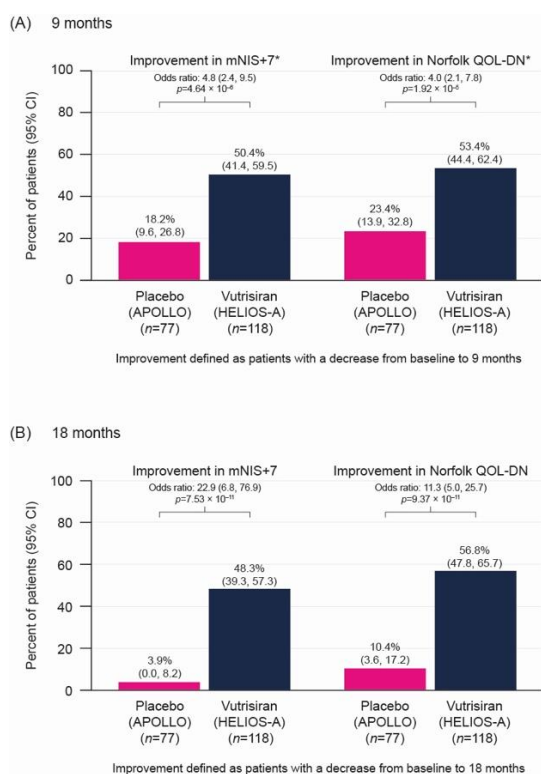 (A) 9 months
Improvement in mNIS+7* Improvement in Norfolk QOL-DN*
Odds ratio: 4.8 (2.4, 9.5) Odds ratio: 4.0 (2.1, 7.8)
p=4.64 × 10⁻⁶ p=1.92 × 10⁻⁵
Percent of patients (95% CI)
100
80
60
40
20
0
18.2%
(9.6, 26.8)
50.4%
(41.4, 59.5)
23.4%
(13.9, 32.8)
53.4%
(44.4, 62.4)
Placebo Vutrisiran Placebo Vutrisiran
(APOLLO) (HELIOS-A) (APOLLO) (HELIOS-A)
(n=77) (n=118) (n=77) (n=118)
Improvement defined as patients with a decrease from baseline to 9 months
(B) 18 months
Improvement in mNIS+7 Improvement in Norfolk QOL-DN
Odds ratio: 22.9 (6.8, 76.9) Odds ratio: 11.3 (5.0, 25.7)
p=7.53 × 10⁻¹¹ p=9.37 × 10⁻¹¹
Percent of patients (95% CI)
100
80
60
40
20
0
3.9%
(0.0, 8.2)
48.3%
(39.3, 57.3)
10.4%
(3.6, 17.2)
56.8%
(47.8, 65.7)
Placebo Vutrisiran Placebo Vutrisiran
(APOLLO) (HELIOS-A) (APOLLO) (HELIOS-A)
(n=77) (n=118) (n=77) (n=118)
Improvement defined as patients with a decrease from baseline to 18 months